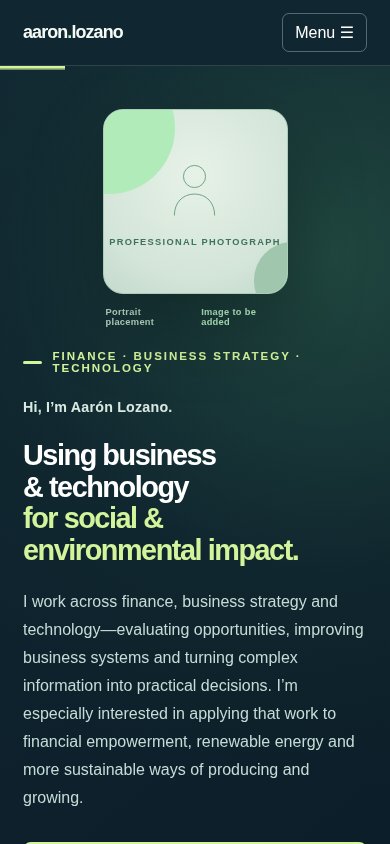 aaron.lozano
Menu ☰
PROFESSIONAL PHOTOGRAPH
Portrait
placement
Image to be
added
FINANCE · BUSINESS STRATEGY ·
TECHNOLOGY
Hi, I’m Aarón Lozano.
Using business
& technology
for social &
environmental impact.
I work across finance, business strategy and
technology—evaluating opportunities, improving
business systems and turning complex
information into practical decisions. I’m
especially interested in applying that work to
financial empowerment, renewable energy and
more sustainable ways of producing and
growing.